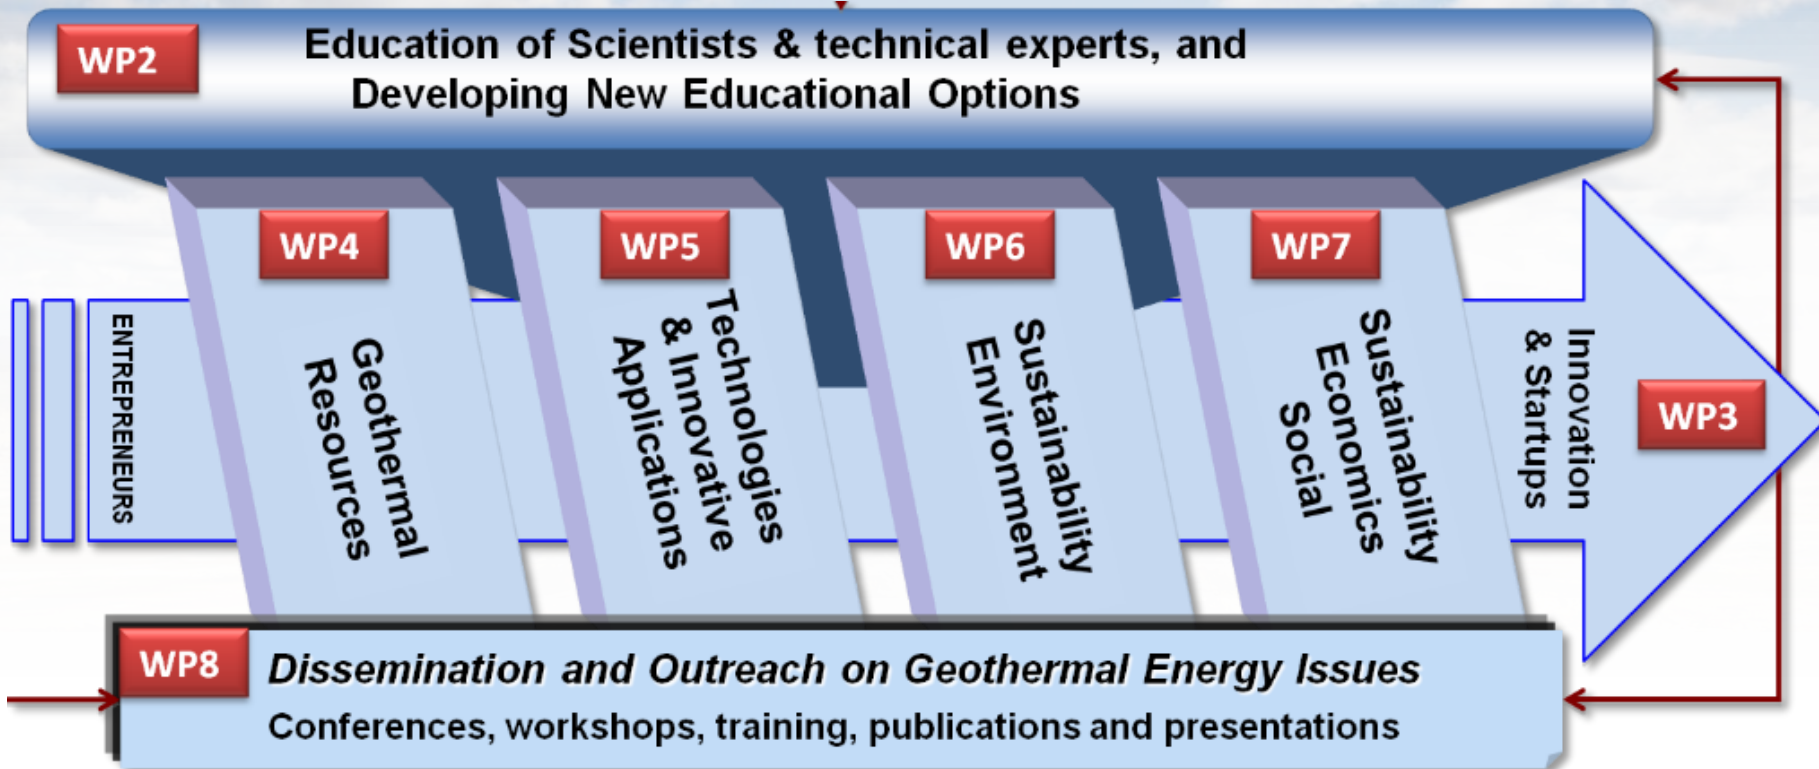 WP2
Education of Scientists & technical experts, and
Developing New Educational Options
WP4
Geothermal
Resources
WP5
Technologies
& Innovative
Applications
WP6
Sustainability
Environment
WP7
Sustainability
Economics
Social
ENTREPRENEURS
Innovation
& Startups
WP3
WP8
Dissemination and Outreach on Geothermal Energy Issues
Conferences, workshops, training, publications and presentations